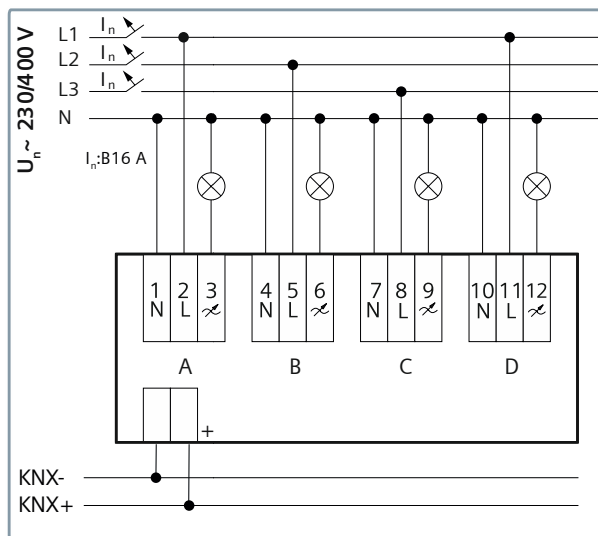 Uₙ~ 230/400 V
L1 Iₙ
L2 Iₙ
L3 Iₙ
N
Iₙ:B16 A
1 2 3 4 5 6 7 8 9 10 11 12
N L N L N L N L
A B C D
+
KNX-
KNX+